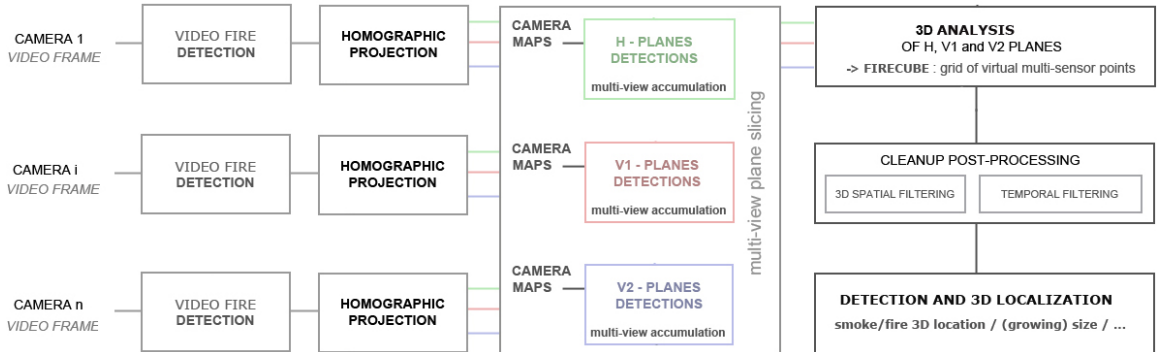 CAMERA 1
VIDEO FRAME
VIDEO FIRE
DETECTION
HOMOGRAPHIC
PROJECTION
CAMERA
MAPS
H - PLANES
DETECTIONS
multi-view accumulation
CAMERA i
VIDEO FRAME
VIDEO FIRE
DETECTION
HOMOGRAPHIC
PROJECTION
CAMERA
MAPS
V1 - PLANES
DETECTIONS
multi-view accumulation
CAMERA n
VIDEO FRAME
VIDEO FIRE
DETECTION
HOMOGRAPHIC
PROJECTION
CAMERA
MAPS
V2 - PLANES
DETECTIONS
multi-view accumulation
multi-view plane slicing
3D ANALYSIS
OF H, V1 and V2 PLANES
-> FIRECUBE : grid of virtual multi-sensor points
CLEANUP POST-PROCESSING
3D SPATIAL FILTERING
TEMPORAL FILTERING
DETECTION AND 3D LOCALIZATION
smoke/fire 3D location / (growing) size / ...